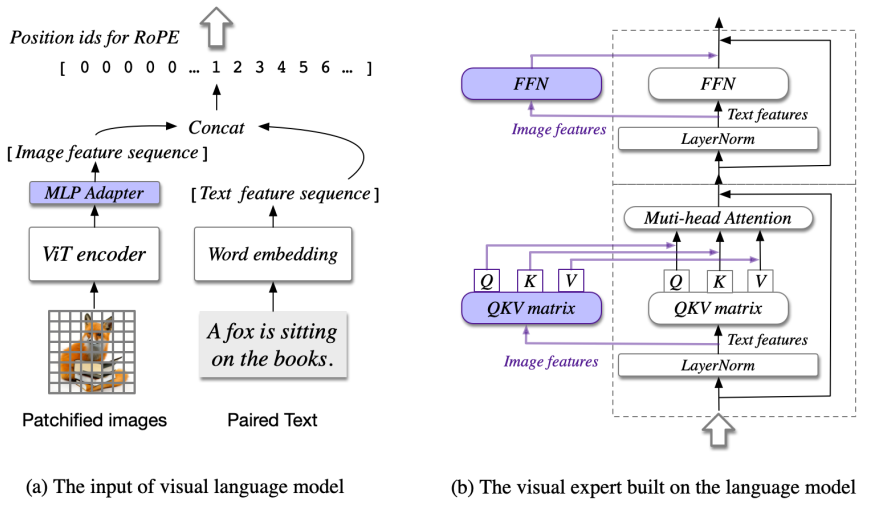 Position ids for RoPE
[ 0 0 0 0 0 ... 1 2 3 4 5 6 ... ]
Concat
[Image feature sequence]
MLP Adapter
[Text feature sequence]
ViT encoder
Word embedding
A fox is sitting
on the books.
Patchified images
Paired Text
(a) The input of visual language model
FFN
FFN
Text features
Image features
LayerNorm
Muti-head Attention
Q K V
Q K V
QKV matrix
QKV matrix
Text features
Image features
LayerNorm
(b) The visual expert built on the language model